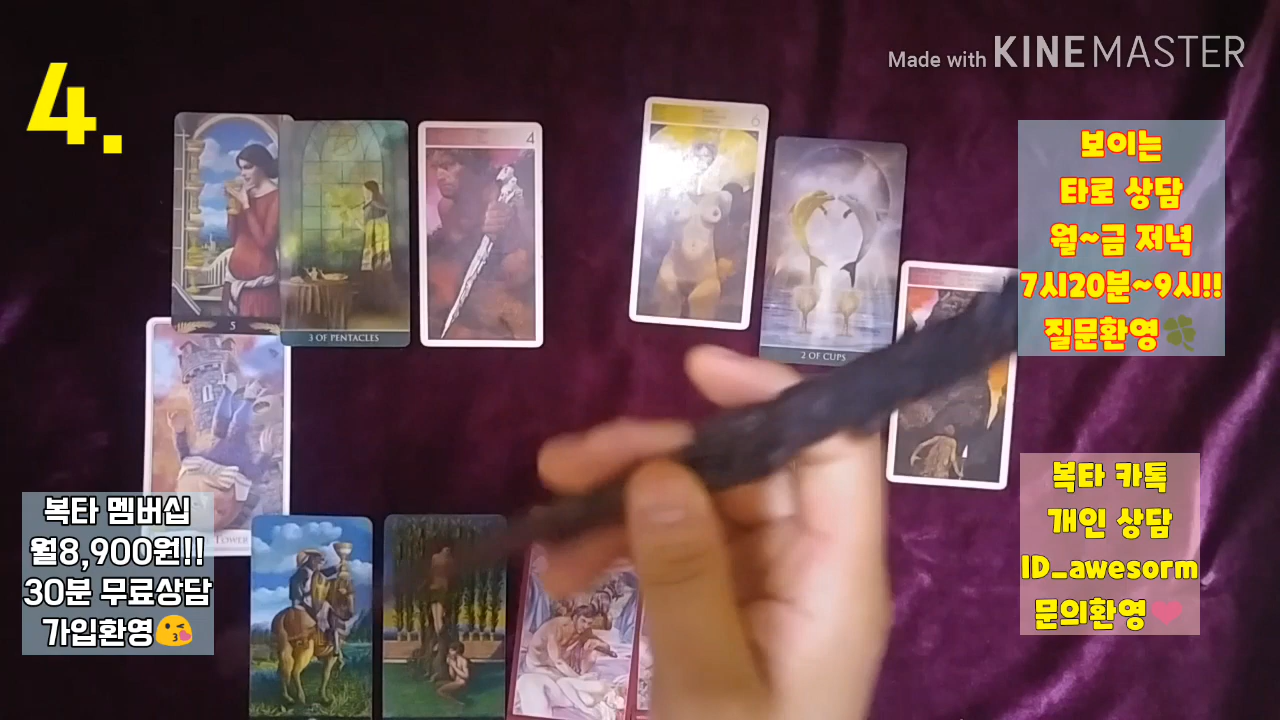 Made with KINEMASTER
4.
4
6
보이는
타로 상담
월~금 저녁
7시20분~9시!!
질문환영🍀
5
3 OF PENTACLES
2 OF CUPS
TOWER
복타 멤버십
월8,900원!!
30분 무료상담
가입환영😘
복타 카톡
개인 상담
ID_awesorm
문의환영❤